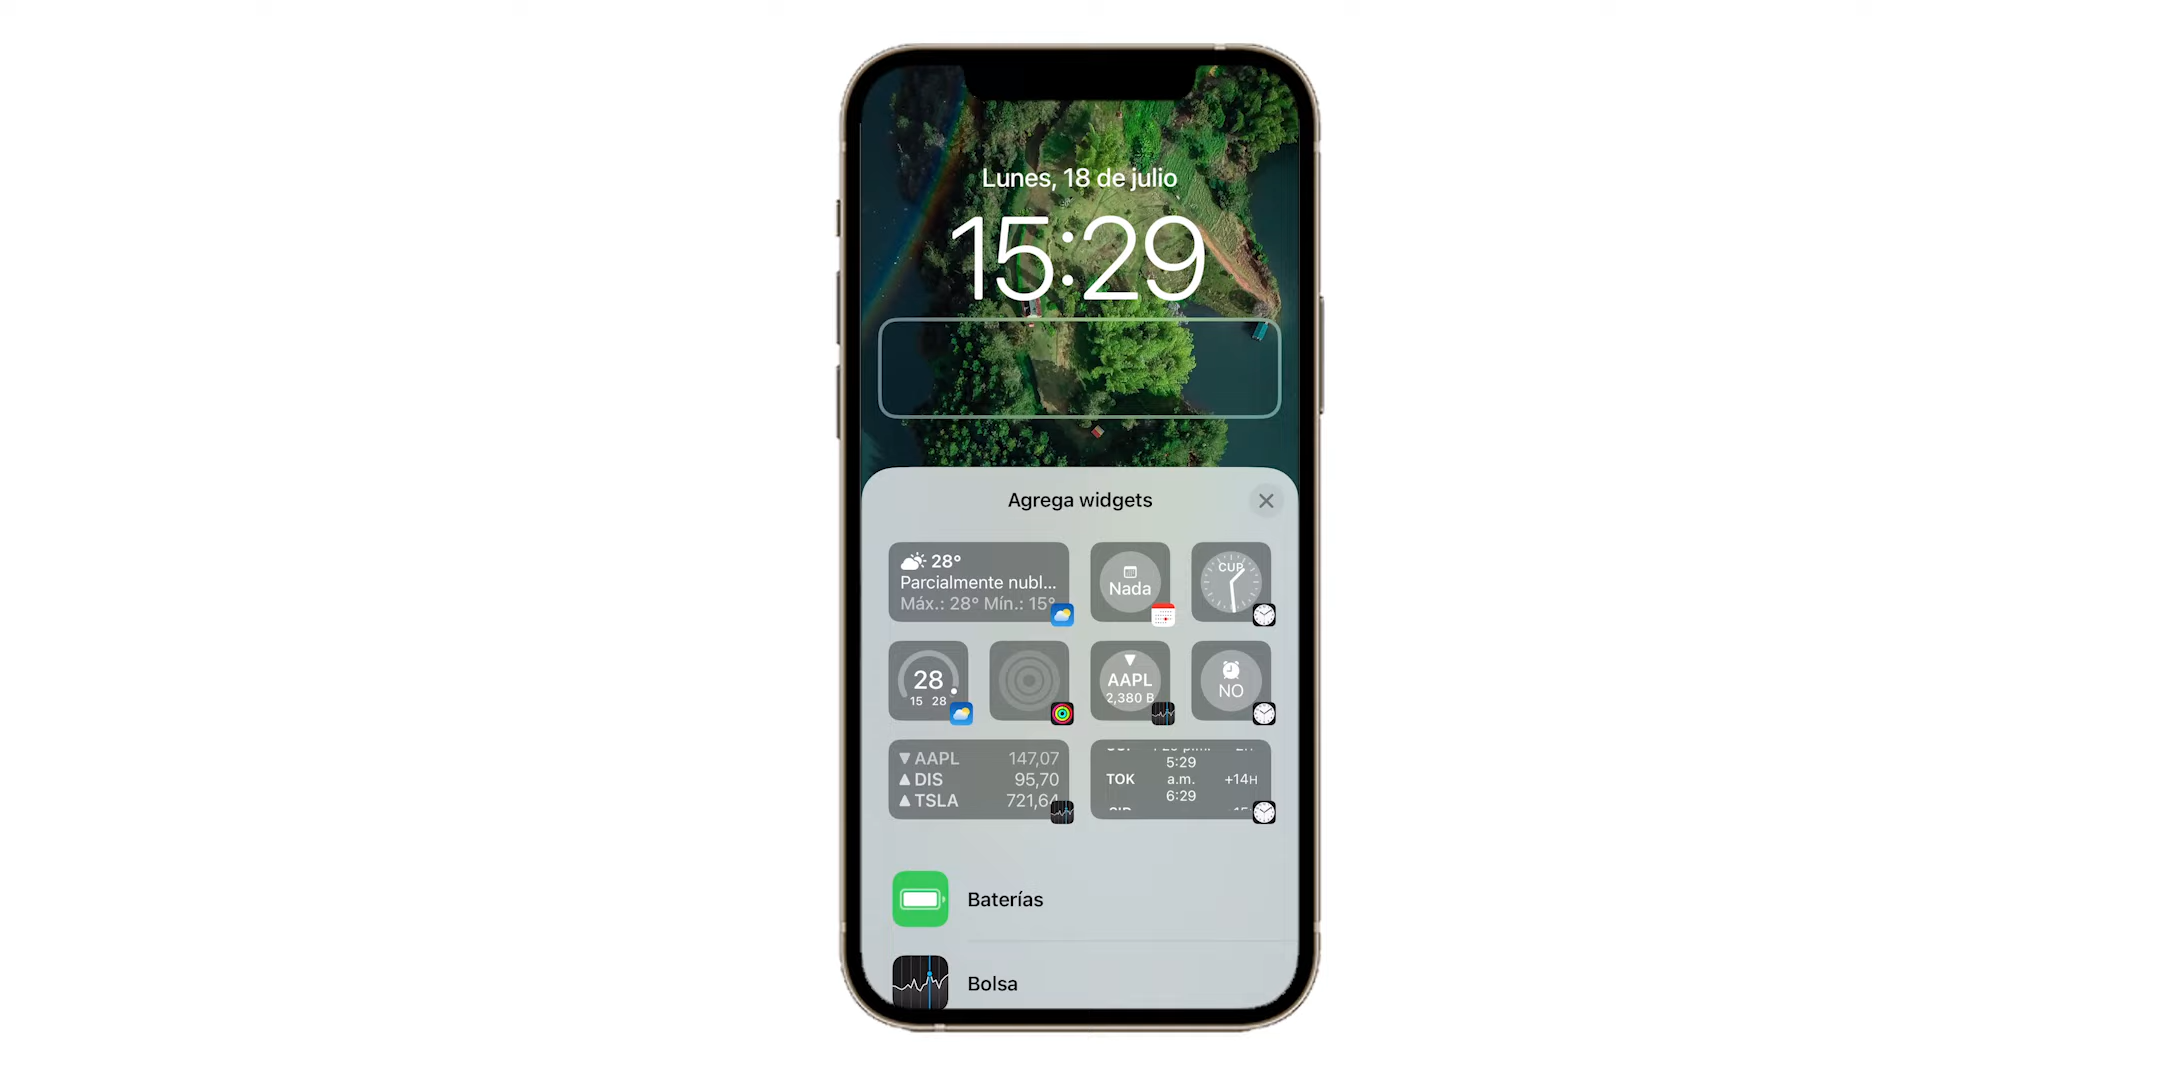 Lunes, 18 de julio
15:29
Agrega widgets
28°
Parcialmente nubl...
Máx.: 28° Mín.: 15°
Nada
CUP
28
15 28
AAPL
2,380 B
NO
AAPL 147,07
DIS 95,70
TSLA 721,64
5:29
TOK a.m. +14H
6:29
Baterías
Bolsa